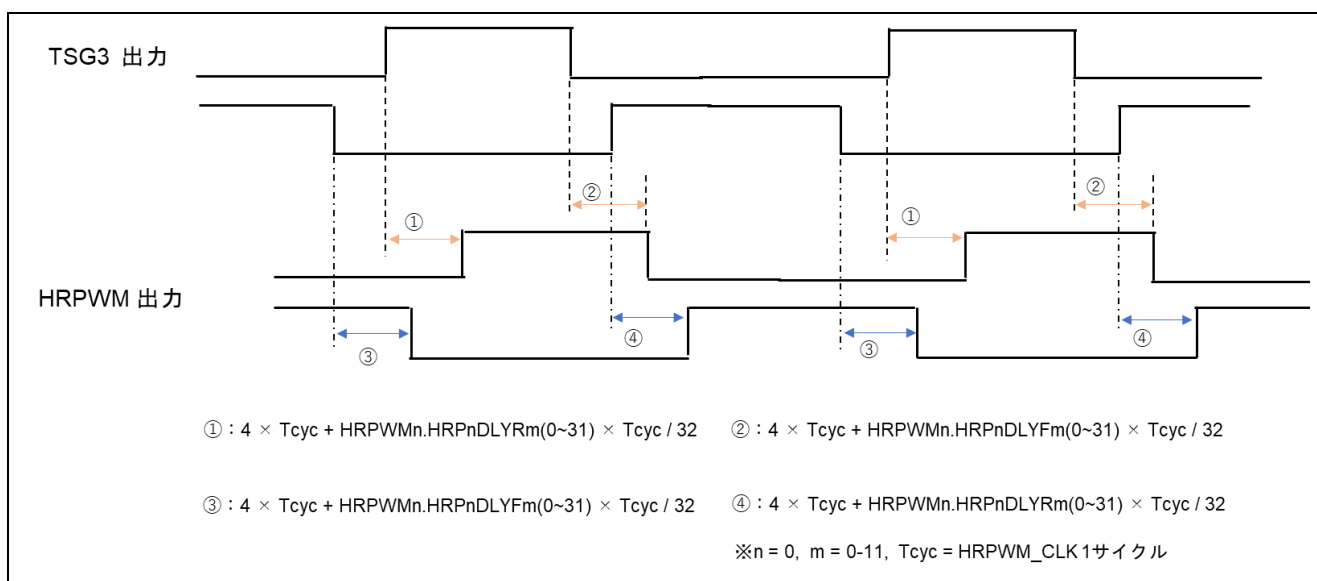 TSG3 出力
②
②
①
①
HRPWM 出力
③
④
③
④
①：4 × Tcyc + HRPWMn.HRPnDLYRm(0~31) × Tcyc / 32
②：4 × Tcyc + HRPWMn.HRPnDLYFm(0~31) × Tcyc / 32
③：4 × Tcyc + HRPWMn.HRPnDLYFm(0~31) × Tcyc / 32
④：4 × Tcyc + HRPWMn.HRPnDLYRm(0~31) × Tcyc / 32
※n = 0, m = 0-11, Tcyc = HRPWM_CLK 1サイクル